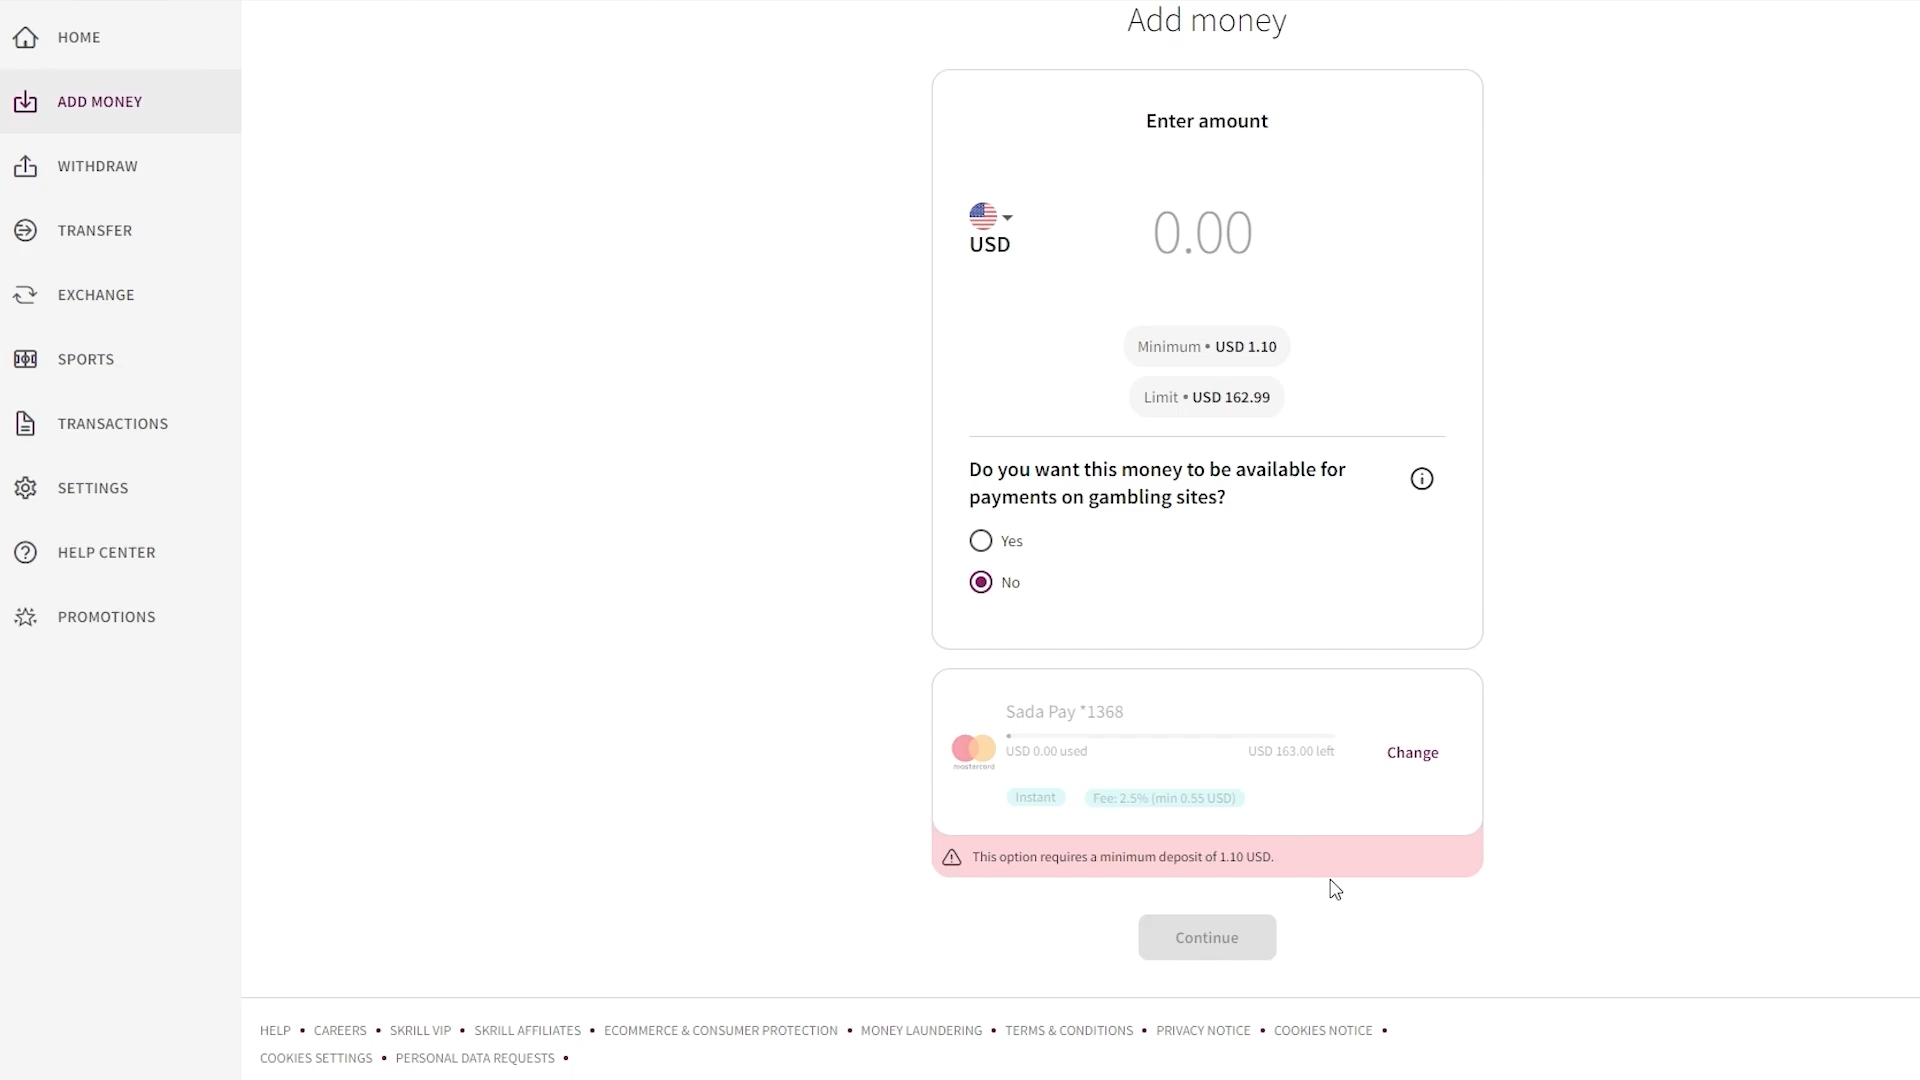 Add money
HOME
ADD MONEY
WITHDRAW
TRANSFER
EXCHANGE
SPORTS
TRANSACTIONS
SETTINGS
HELP CENTER
PROMOTIONS
Enter amount
USD
0.00
Minimum • USD 1.10
Limit • USD 162.99
Do you want this money to be available for
payments on gambling sites?
Yes
No
Sada Pay *1368
mastercard
USD 0.00 used
USD 163.00 left
Change
Instant
Fee: 2.5% (min 0.55 USD)
This option requires a minimum deposit of 1.10 USD.
Continue
HELP • CAREERS • SKRILL VIP • SKRILL AFFILIATES • ECOMMERCE & CONSUMER PROTECTION • MONEY LAUNDERING • TERMS & CONDITIONS • PRIVACY NOTICE • COOKIES NOTICE •
COOKIES SETTINGS • PERSONAL DATA REQUESTS •